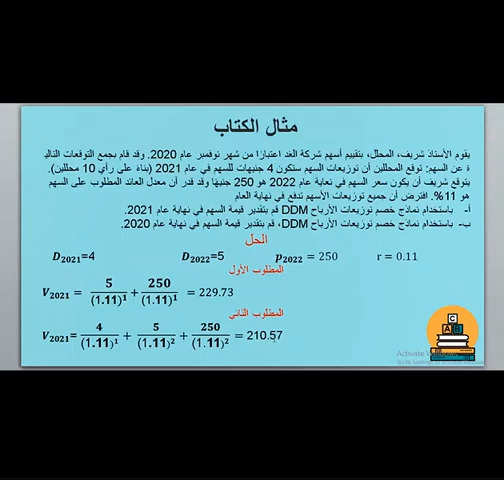 مثال الكتاب
يقوم الأستاذ شريف، المحلل، بتقييم أسهم شركة الغد اعتبارًا من شهر نوفمبر عام 2020. وقد قام بجمع التوقعات التالي
ة عن السهم: توقع المحللين أن توزيعات السهم ستكون 4 جنيهات للسهم في عام 2021 (بناءً على رأي 10 محللين).
يتوقع شريف أن يكون سعر السهم في نهاية عام 2022 هو 250 جنيهًا وقد قدر أن معدل العائد المطلوب على السهم
هو 11%. افترض أن جميع توزيعات الأسهم تدفع في نهاية العام
أ- باستخدام نماذج خصم توزيعات الأرباح DDM قم بتقدير قيمة السهم في نهاية عام 2021.
ب- باستخدام نماذج خصم توزيعات الأرباح DDM، قم بتقدير قيمة السهم في نهاية عام 2020.
الحل
D2021=4 D2022=5 P2022 = 250 r = 0.11
المطلوب الأول
V2021 = 5/(1.11)^1 + 250/(1.11)^1 = 229.73
المطلوب الثاني
V2021= 4/(1.11)^1 + 5/(1.11)^2 + 250/(1.11)^2 = 210.57
C
A B
Activate